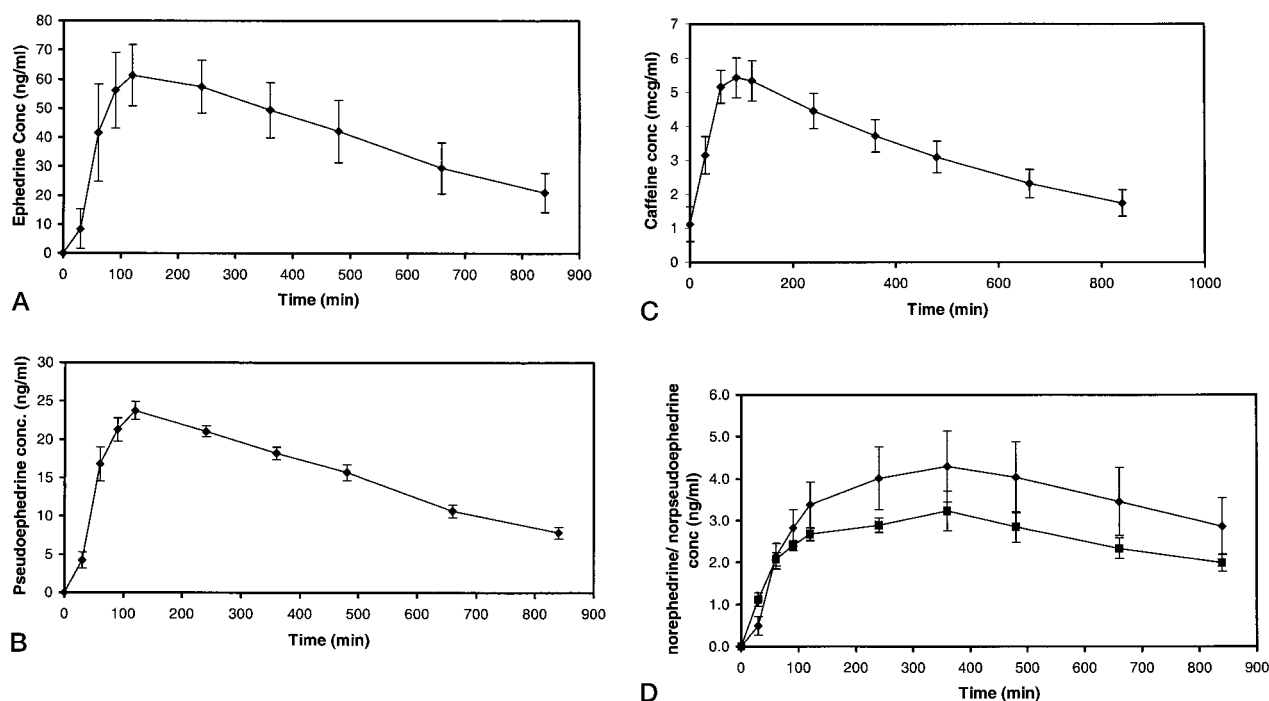 80
70
60
50
40
30
20
10
0
Ephedrine Conc (ng/ml)
0 100 200 300 400 500 600 700 800 900
Time (min)
A
7
6
5
4
3
2
1
0
Caffeine conc (mcg/ml)
0 200 400 600 800 1000
Time (min)
C
30
25
20
15
10
5
0
Pseudoephedrine conc. (ng/ml)
0 100 200 300 400 500 600 700 800 900
Time (min)
B
6.0
5.0
4.0
3.0
2.0
1.0
0.0
norephedrine/ norpseudoephedrine
conc (ng/ml)
0 100 200 300 400 500 600 700 800 900
Time (min)
D